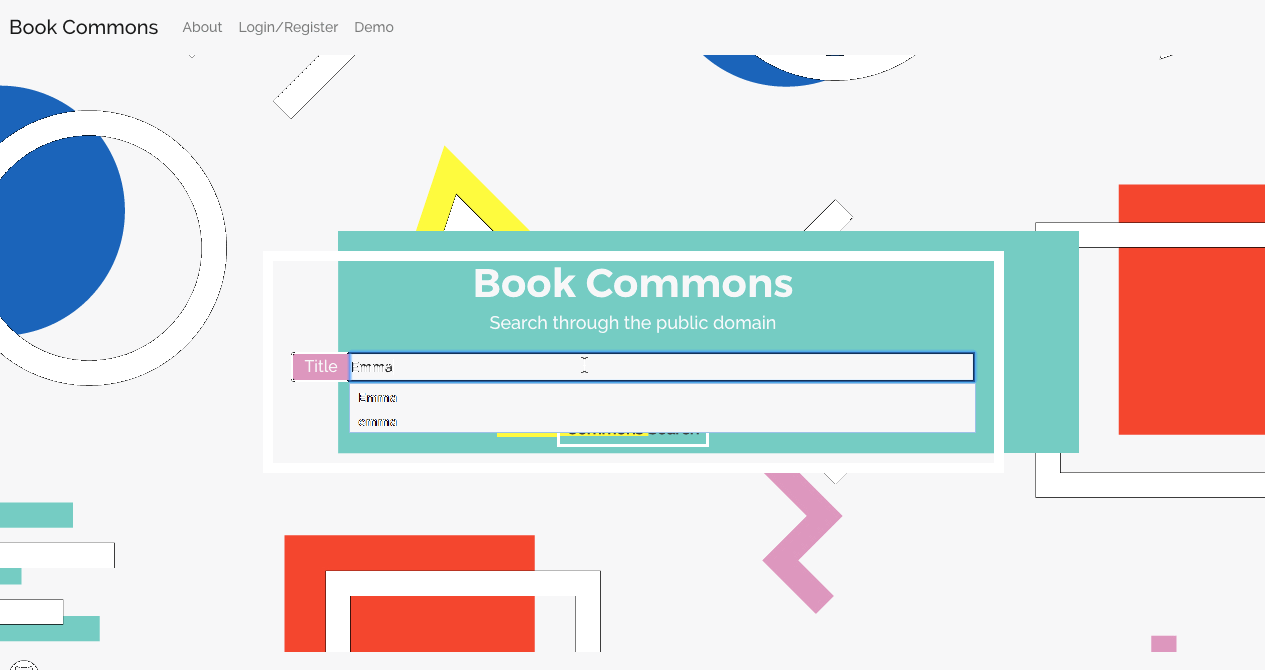 Book Commons About Login/Register Demo
Book Commons
Search through the public domain
Title Emma
Emma
emma
Commons Search